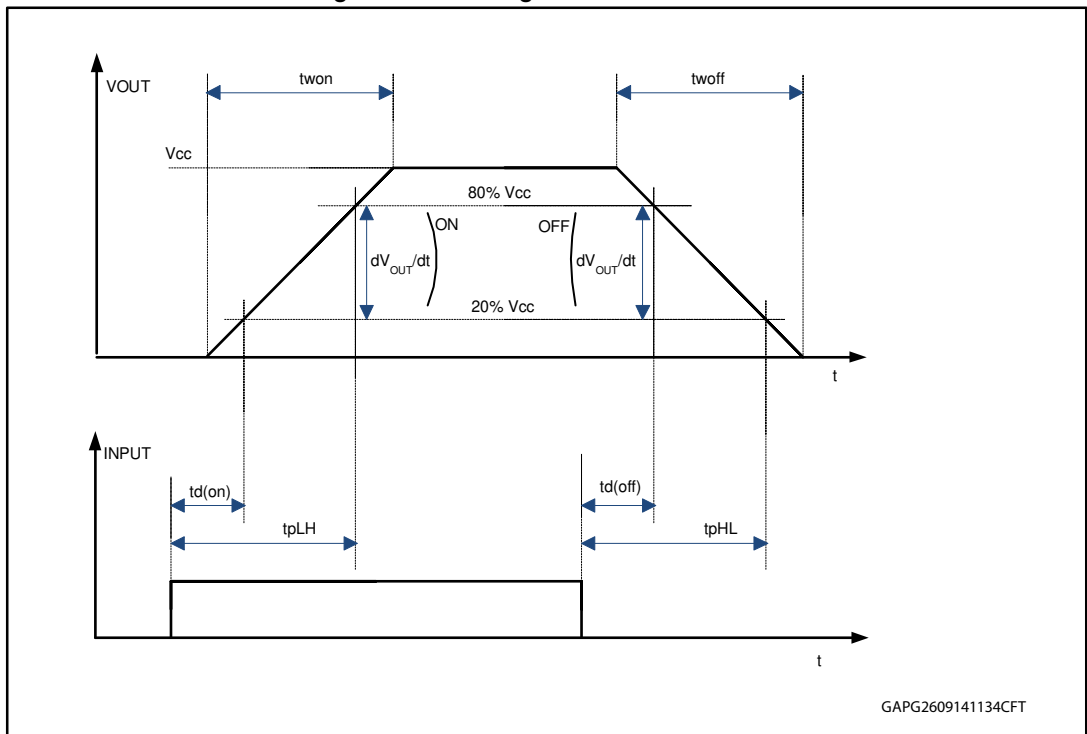 twon
twoff
VOUT
Vcc
80% Vcc
ON
OFF
dVOUT/dt
dVOUT/dt
20% Vcc
t
INPUT
td(on)
td(off)
tpLH
tpHL
t
GAPG2609141134CFT